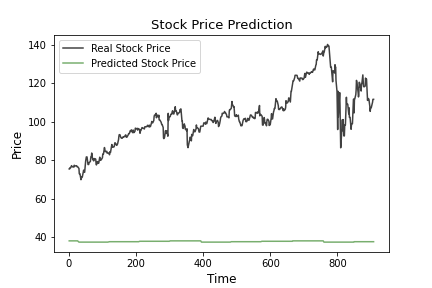 Stock Price Prediction
Real Stock Price
Predicted Stock Price
Price
140
120
100
80
60
40
0 200 400 600 800
Time